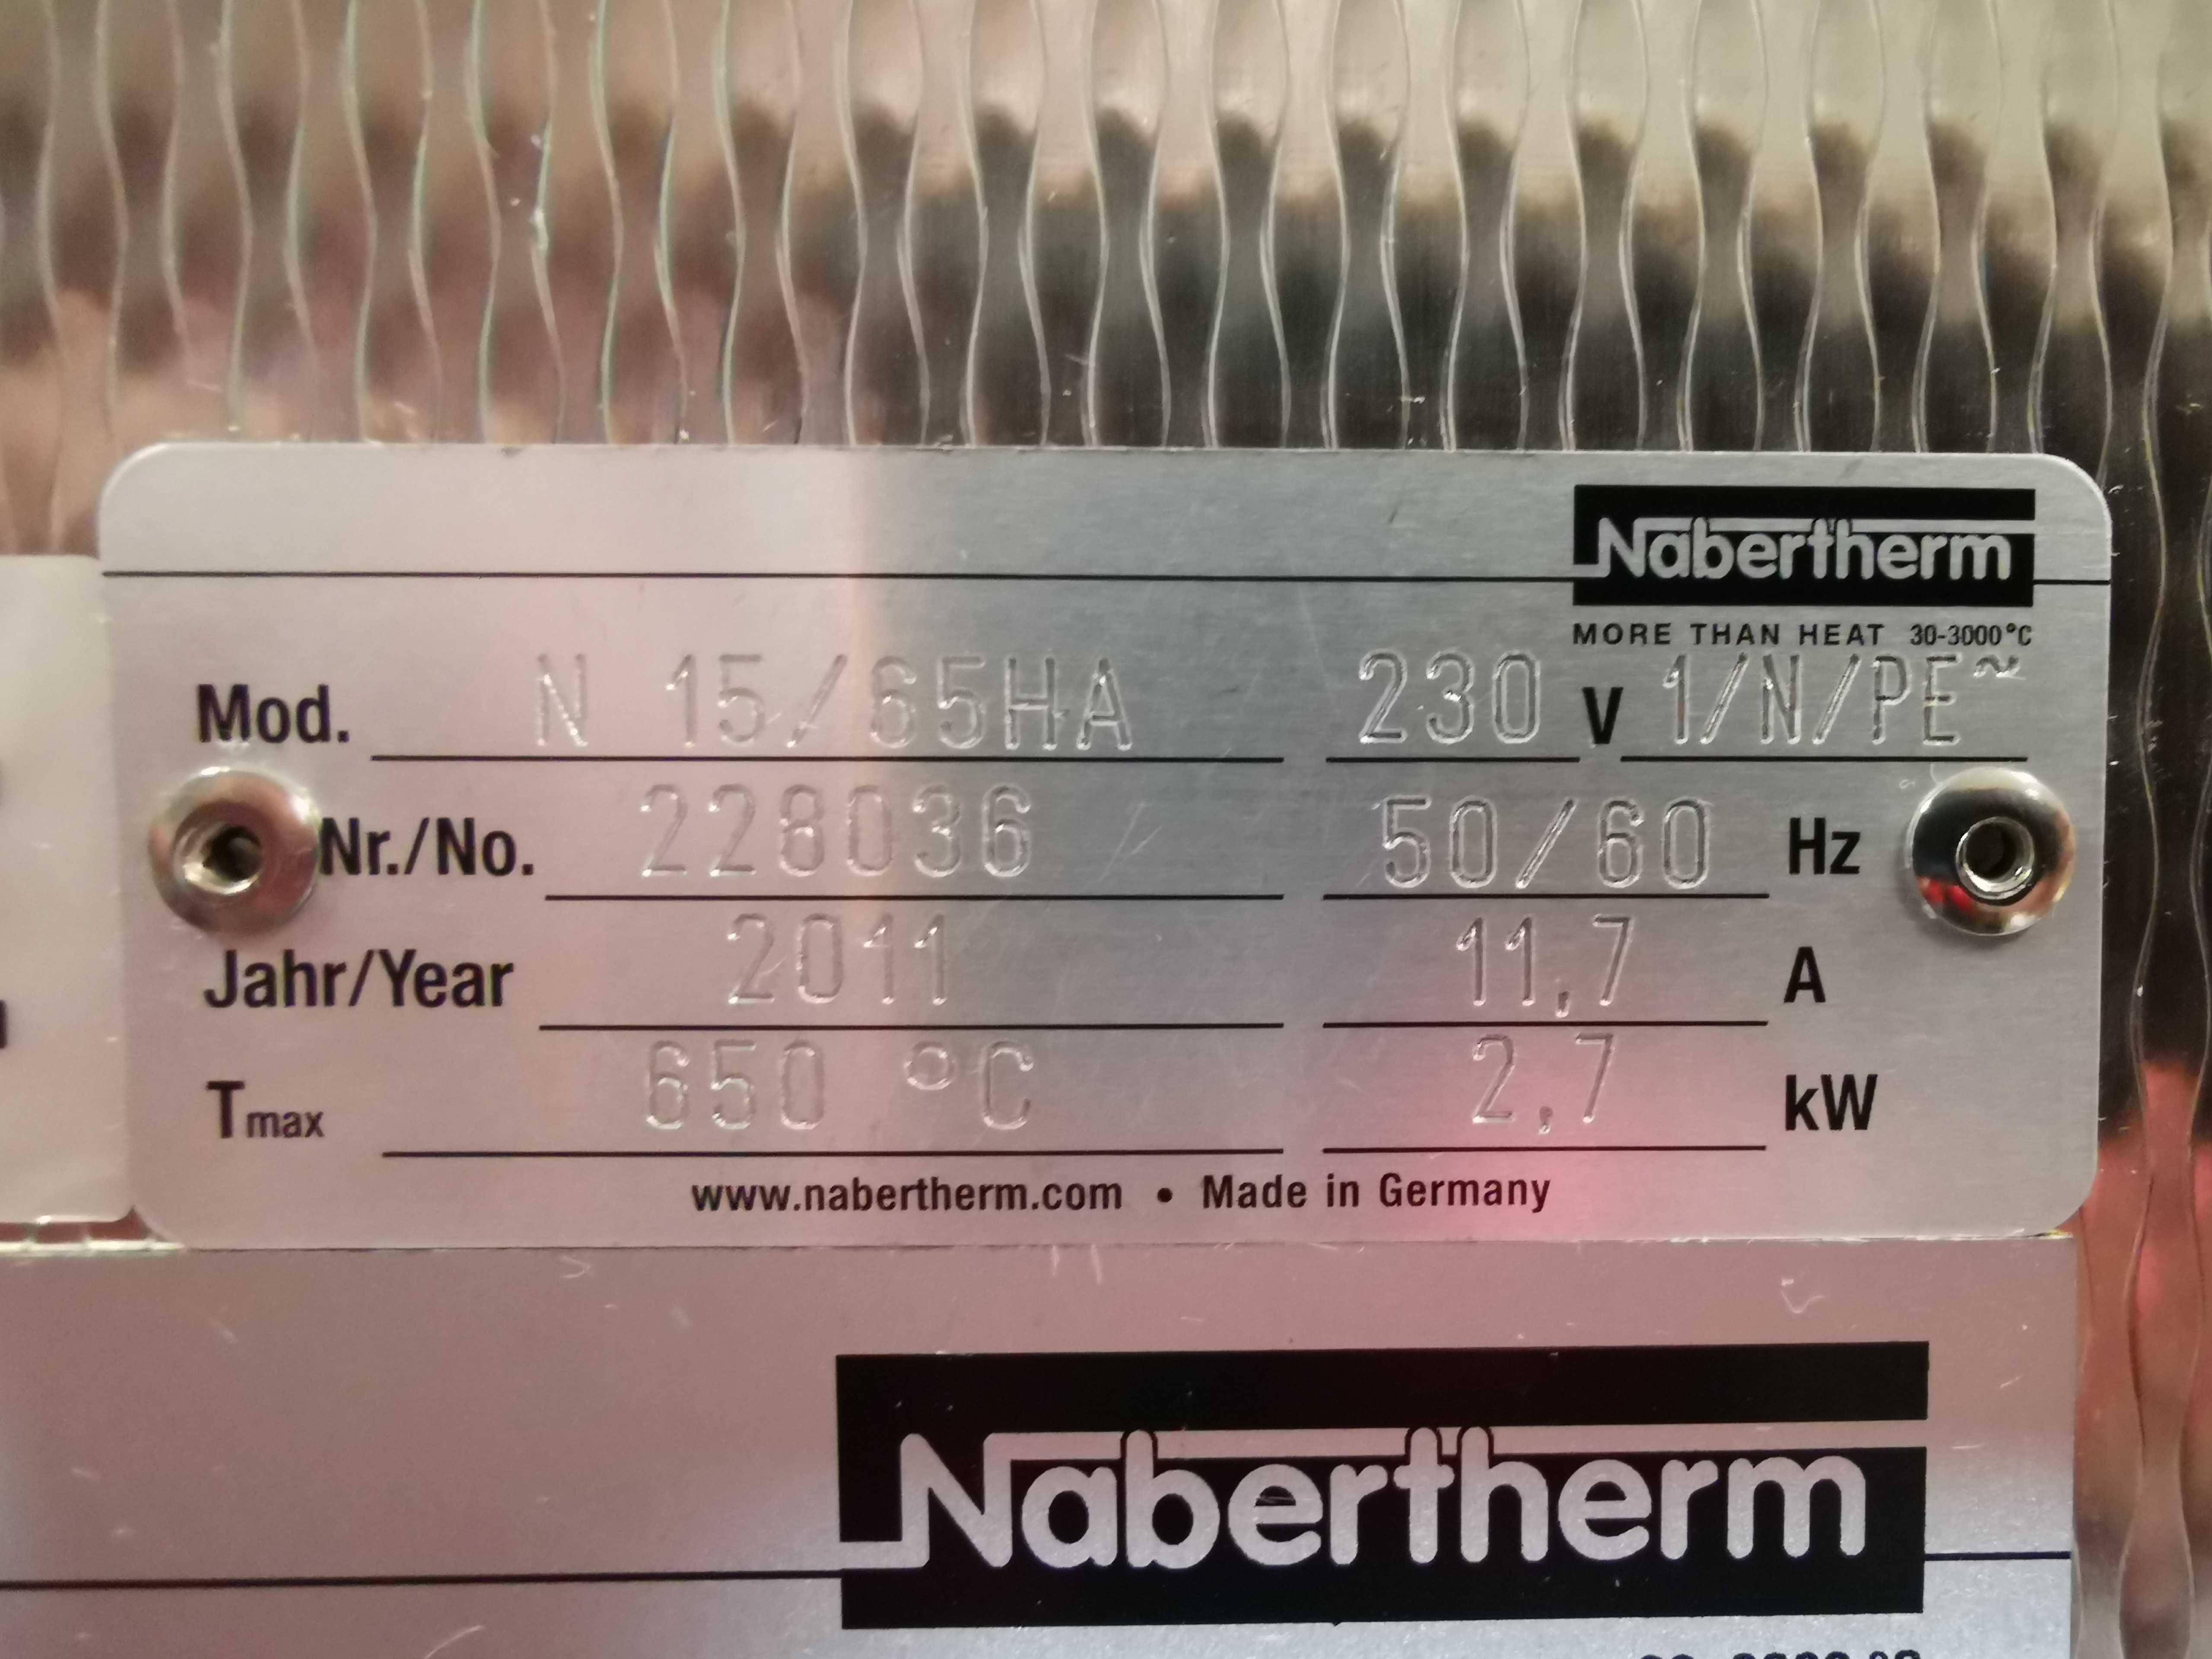 Nabertherm
MORE THAN HEAT 30-3000°C
Mod. N 15/65HA 230 V 1/N/PE~
Nr./No. 228036 50/60 Hz
Jahr/Year 2011 11,7 A
Tmax 650 °C 2,7 kW
www.nabertherm.com • Made in Germany
Nabertherm